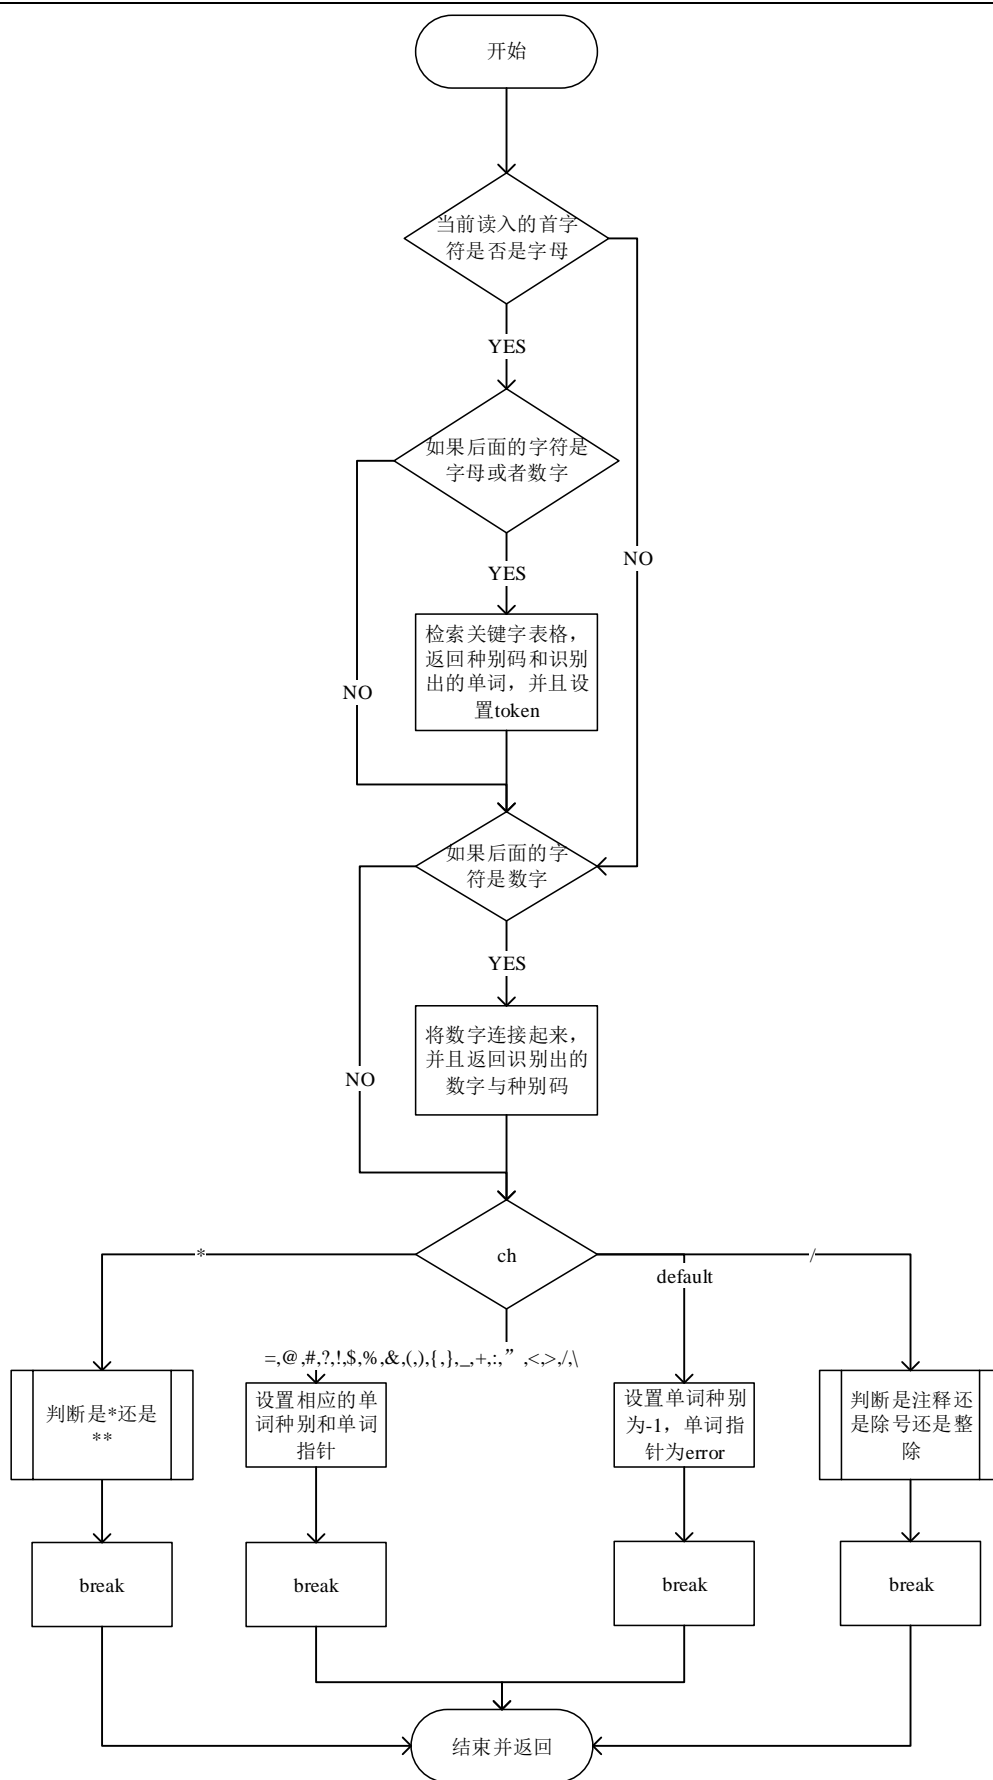 开始
当前读入的首字
符是否是字母
YES
如果后面的字符是
字母或者数字
NO
YES
检索关键字表格，
返回种别码和识别
出的单词，并且设
置token
NO
如果后面的字
符是数字
YES
将数字连接起来，
并且返回识别出的
数字与种别码
NO
ch
*
/
default
=,@,#,?,!,$,%,&,(,),{,},_,+,:,” ,<,>,/,\
判断是*还是
**
设置相应的单
词种别和单词
指针
设置单词种别
为-1，单词指
针为error
判断是注释还
是除号还是整
除
break
break
break
break
结束并返回